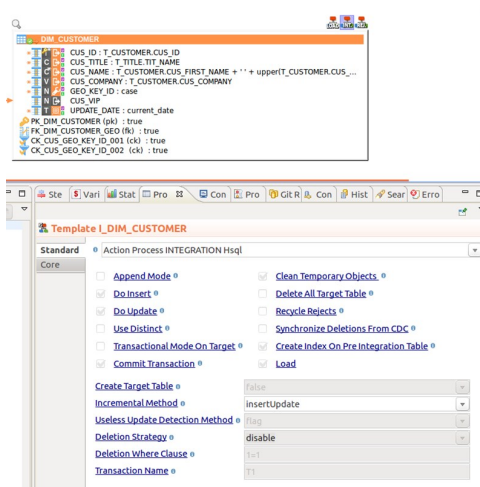 LOAD INT REJ
DIM_CUSTOMER
CUS_ID : T_CUSTOMER.CUS_ID
C CUS_TITLE : T_TITLE.TIT_NAME
C CUS_NAME : T_CUSTOMER.CUS_FIRST_NAME + ' ' + upper(T_CUSTOMER.CUS_...
V CUS_COMPANY : T_CUSTOMER.CUS_COMPANY
N GEO_KEY_ID : case
N CUS_VIP
T UPDATE_DATE : current_date
PK_DIM_CUSTOMER (pk) : true
FK_DIM_CUSTOMER_GEO (fk) : true
CK_CUS_GEO_KEY_ID_001 (ck) : true
CK_CUS_GEO_KEY_ID_002 (ck) : true
Ste Vari Stat Pro Con Pro Git R Con Hist Sear Erro
Template I_DIM_CUSTOMER
Standard Action Process INTEGRATION Hsql
Core
Append Mode Clean Temporary Objects
Do Insert Delete All Target Table
Do Update Recycle Rejects
Use Distinct Synchronize Deletions From CDC
Transactional Mode On Target Create Index On Pre Integration Table
Commit Transaction Load
Create Target Table false
Incremental Method insertUpdate
Useless Update Detection Method flag
Deletion Strategy disable
Deletion Where Clause 1=1
Transaction Name T1